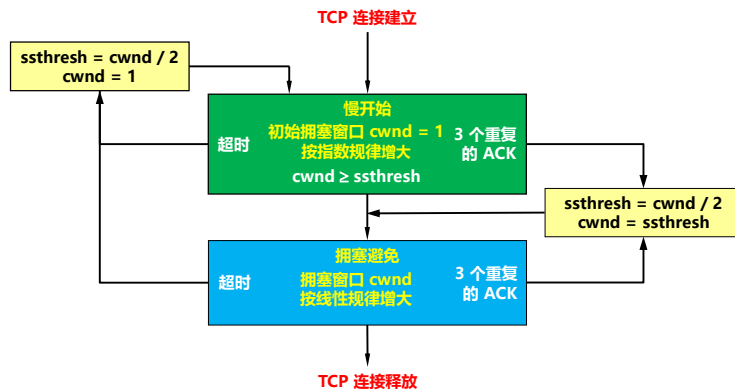 TCP 连接建立
ssthresh = cwnd / 2
cwnd = 1
慢开始
初始拥塞窗口 cwnd = 1
按指数规律增大
cwnd ≥ ssthresh
超时
3 个重复
的 ACK
ssthresh = cwnd / 2
cwnd = ssthresh
拥塞避免
拥塞窗口 cwnd
按线性规律增大
超时
3 个重复
的 ACK
TCP 连接释放